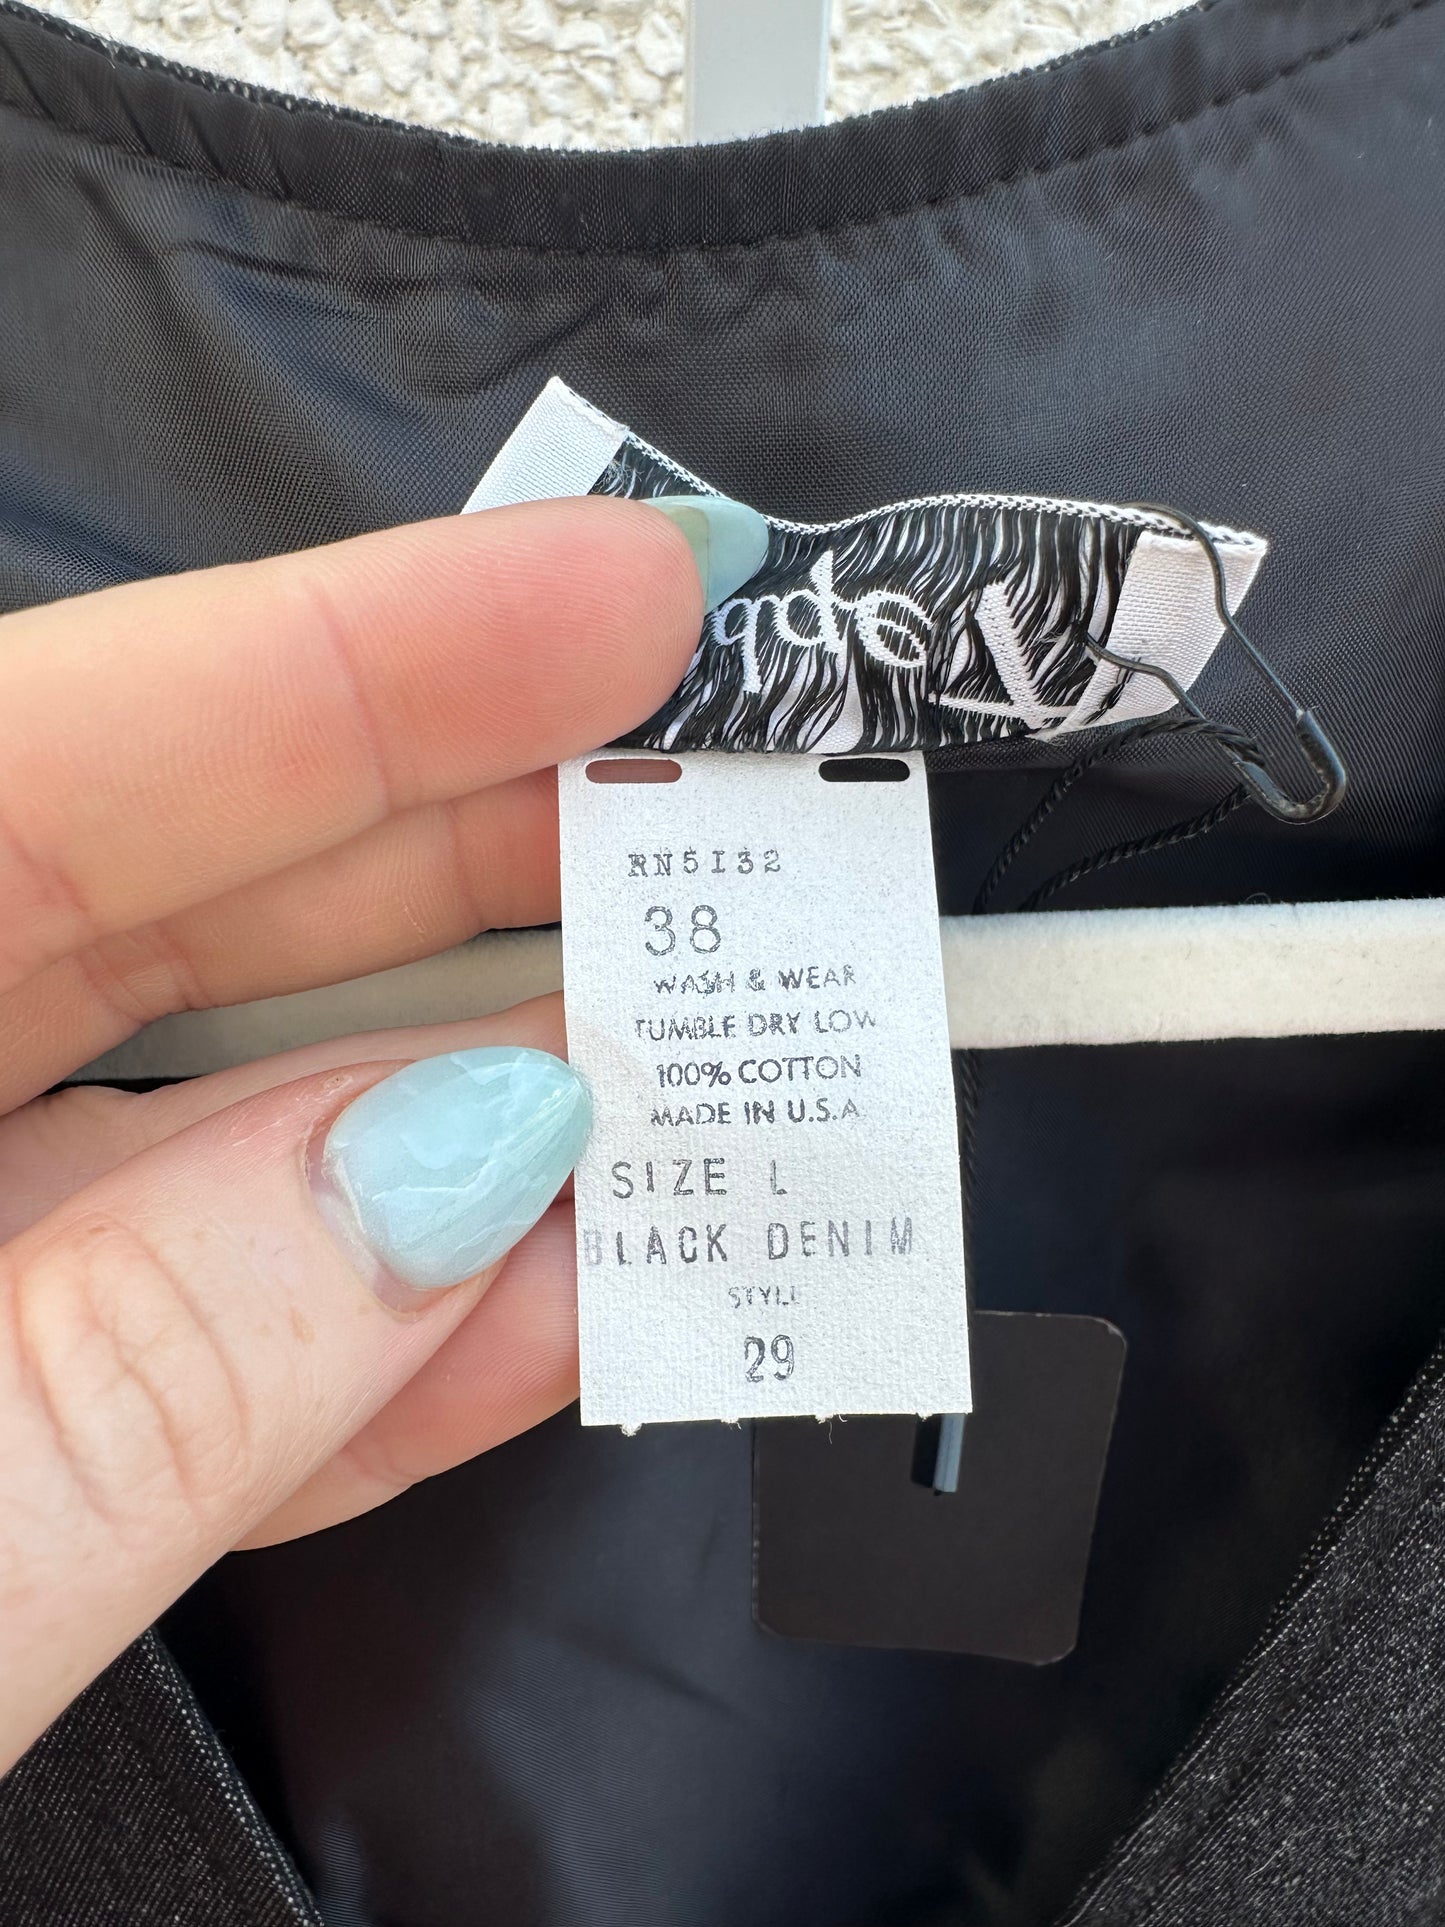 RN5132
38
WASH & WEAR
TUMBLE DRY LOW
100% COTTON
MADE IN U.S.A
SIZE L
BLACK DENIM
STYLE
29